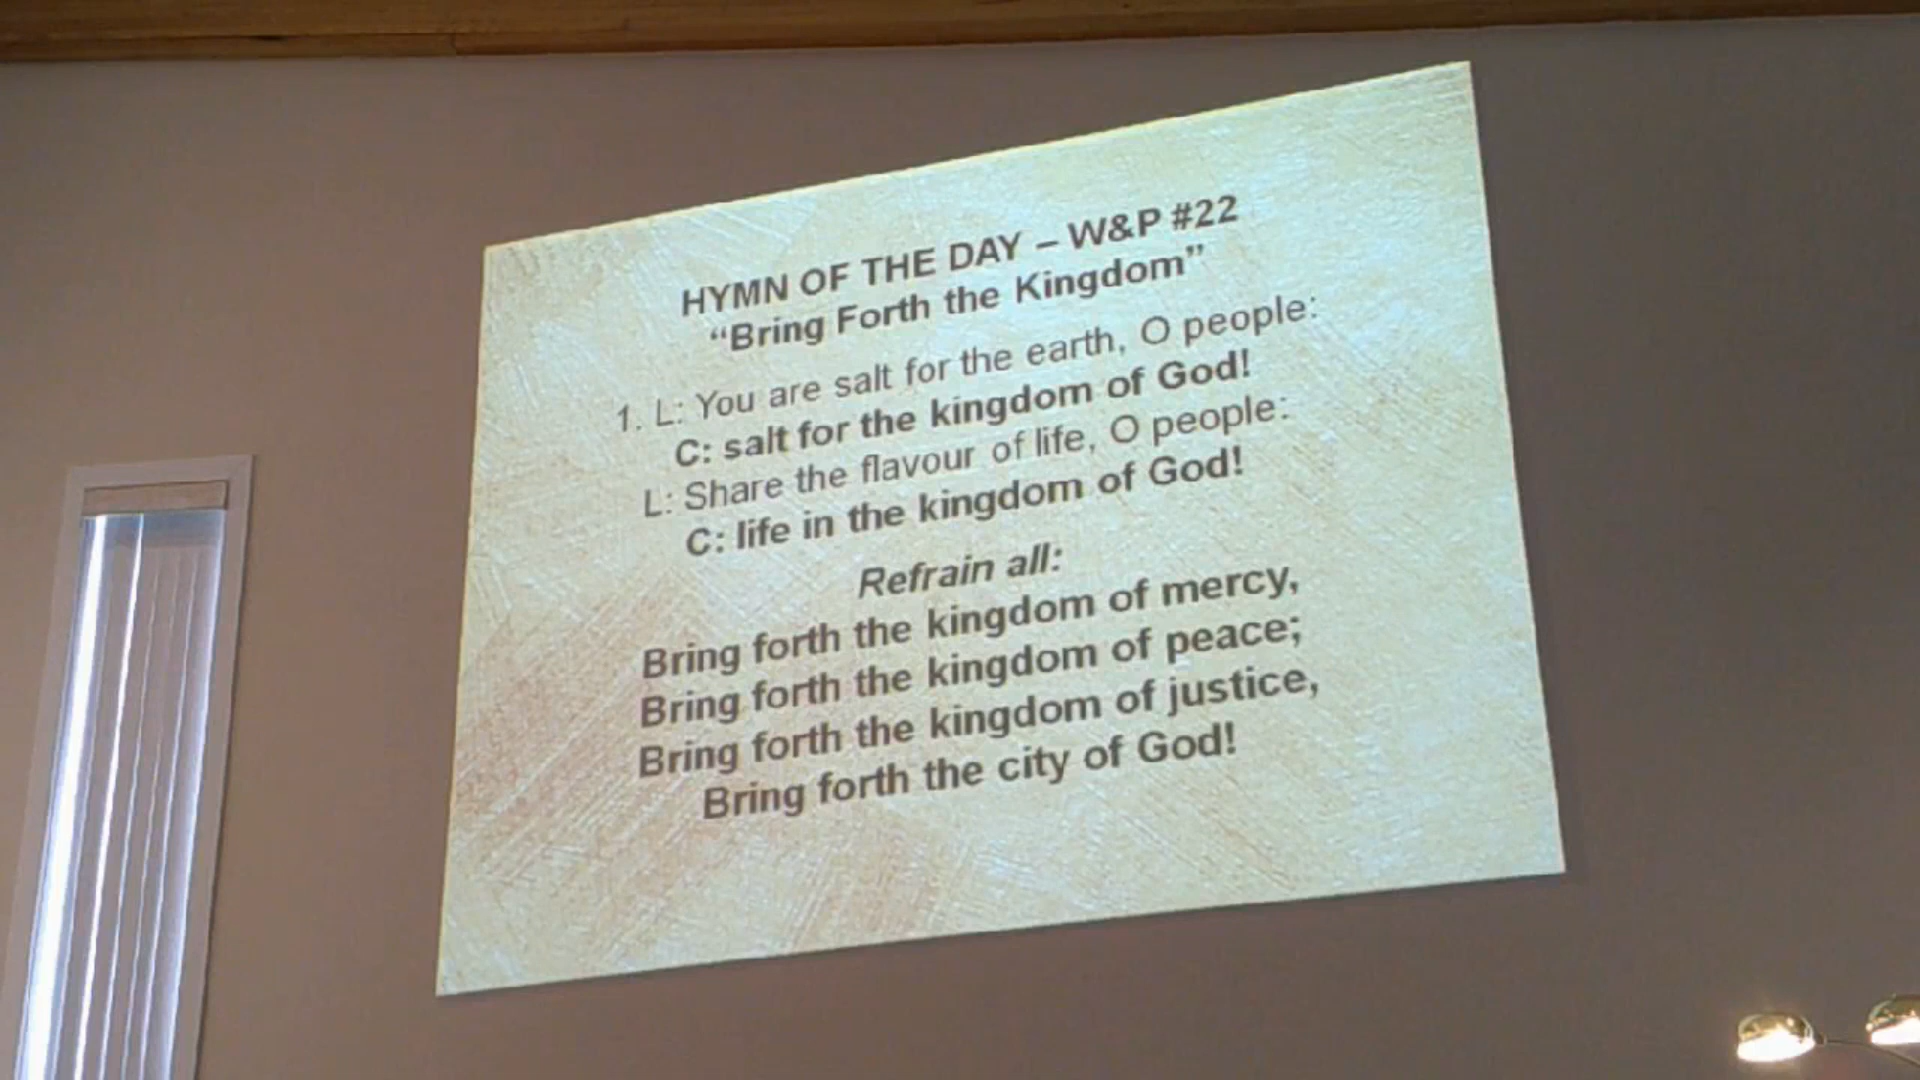 HYMN OF THE DAY – W&P #22
“Bring Forth the Kingdom”
1. L: You are salt for the earth, O people:
C: salt for the kingdom of God!
L: Share the flavour of life, O people:
C: life in the kingdom of God!
Refrain all:
Bring forth the kingdom of mercy,
Bring forth the kingdom of peace;
Bring forth the kingdom of justice,
Bring forth the city of God!